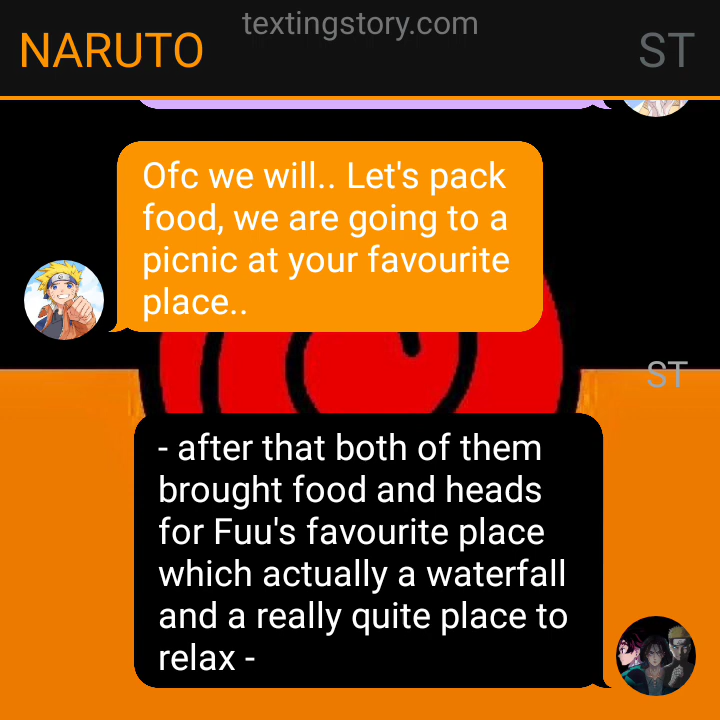 textingstory.com
NARUTO
ST
Ofc we will.. Let's pack
food, we are going to a
picnic at your favourite
place..
ST
- after that both of them
brought food and heads
for Fuu's favourite place
which actually a waterfall
and a really quite place to
relax -